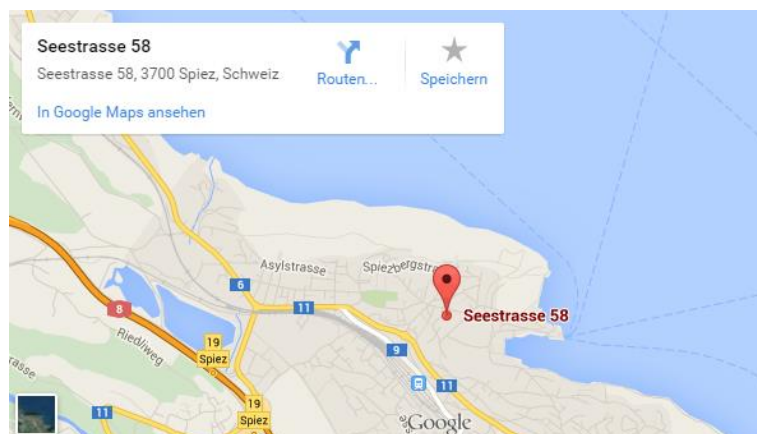 Seestrasse 58
Seestrasse 58, 3700 Spiez, Schweiz
In Google Maps ansehen
Routen...
Speichern
Asylstrasse
Spiezbergstra
6
11
8
Riedliweg
19
Spiez
Seestrasse 58
9
11
19
Spiez
11
Google